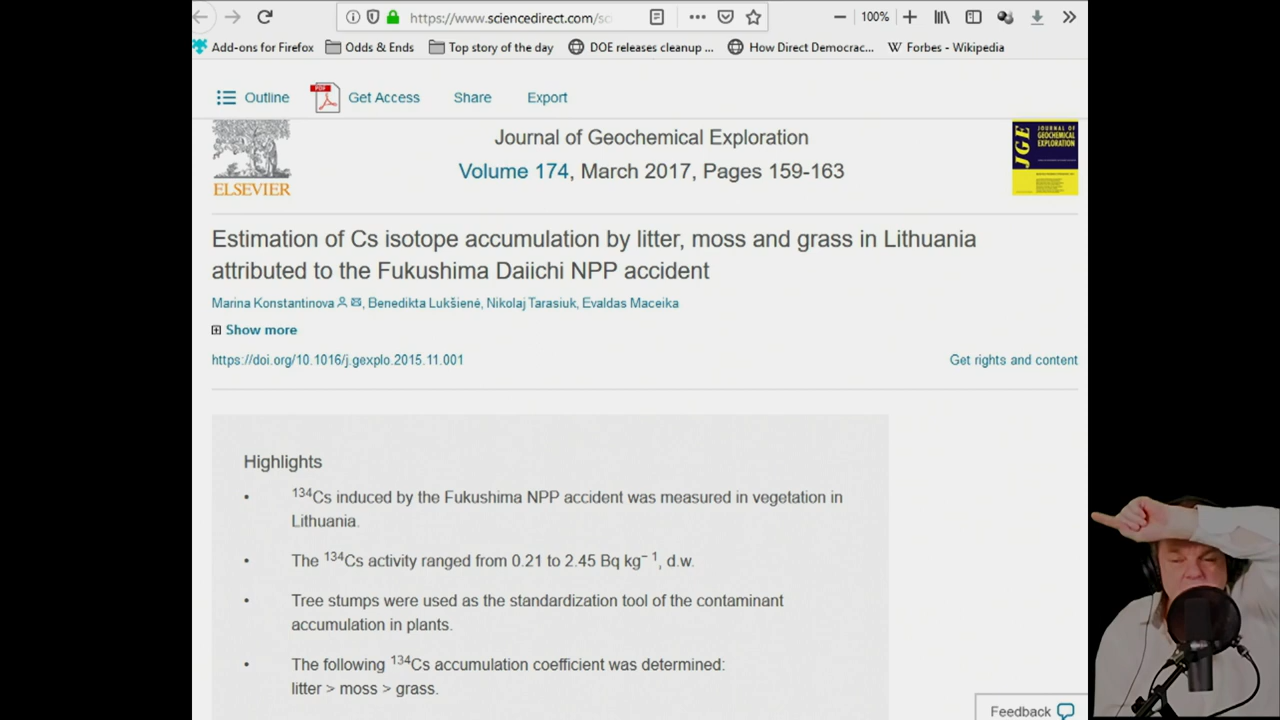 https://www.sciencedirect.com/sc
100%
Add-ons for Firefox
Odds & Ends
Top story of the day
DOE releases cleanup ...
How Direct Democrac...
W Forbes - Wikipedia
Outline
PDF
Get Access
Share
Export
Journal of Geochemical Exploration
Volume 174, March 2017, Pages 159-163
ELSEVIER
JGE
JOURNAL OF
GEOCHEMICAL
EXPLORATION
Estimation of Cs isotope accumulation by litter, moss and grass in Lithuania
attributed to the Fukushima Daiichi NPP accident
Marina Konstantinova, Benedikta Lukšienė, Nikolaj Tarasiuk, Evaldas Maceika
Show more
https://doi.org/10.1016/j.gexplo.2015.11.001
Get rights and content
Highlights
• ¹³⁴Cs induced by the Fukushima NPP accident was measured in vegetation in
Lithuania.
• The ¹³⁴Cs activity ranged from 0.21 to 2.45 Bq kg⁻¹, d.w.
• Tree stumps were used as the standardization tool of the contaminant
accumulation in plants.
• The following ¹³⁴Cs accumulation coefficient was determined:
litter > moss > grass.
Feedback